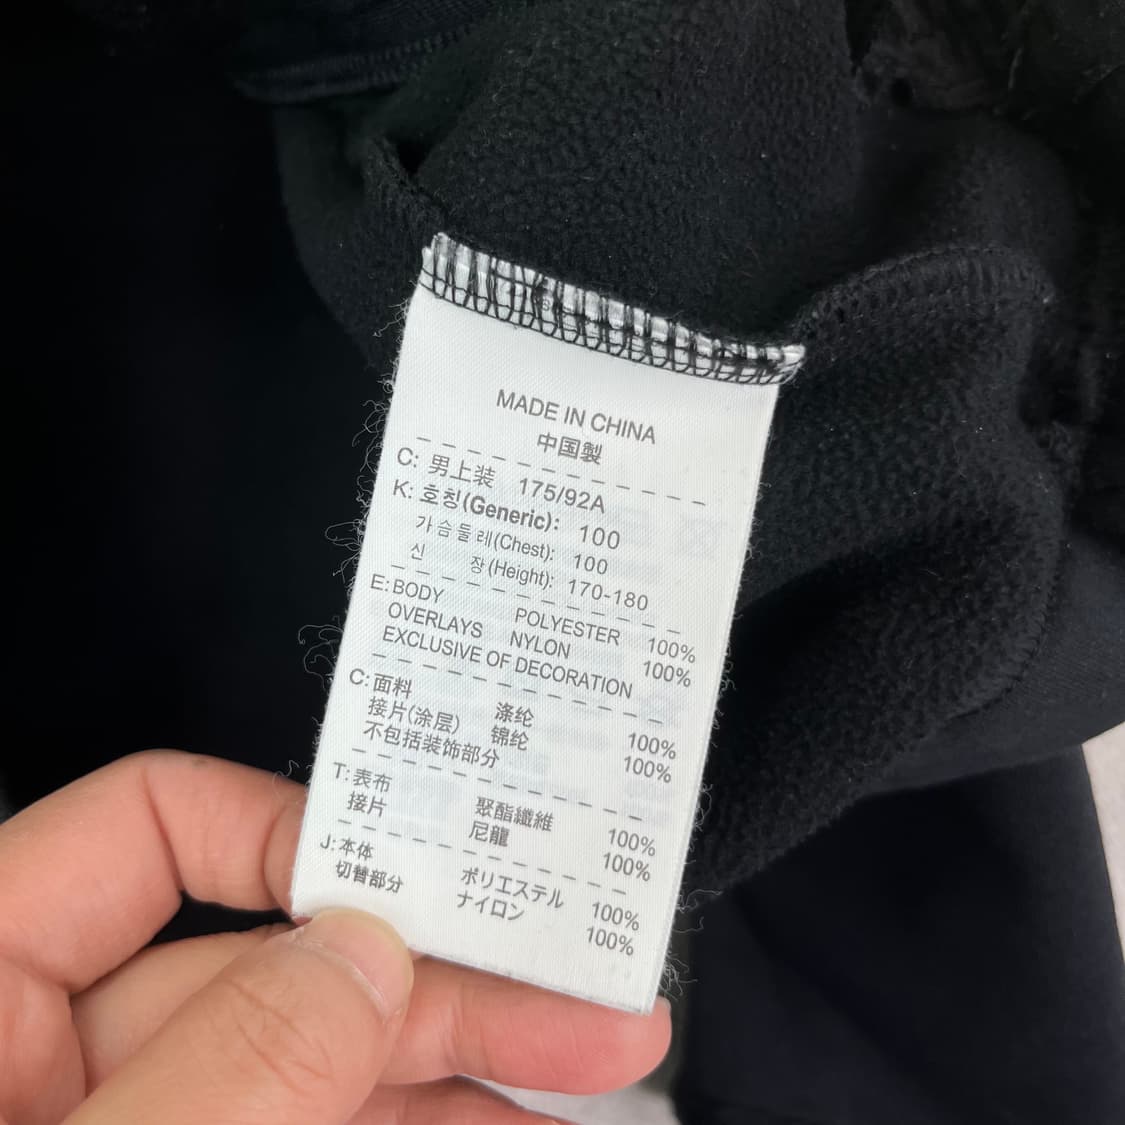 MADE IN CHINA
中国製
C: 男上装 175/92A
K: 호칭(Generic): 100
가슴둘레(Chest): 100
신 장(Height): 170-180
E: BODY POLYESTER 100%
OVERLAYS NYLON 100%
EXCLUSIVE OF DECORATION
C: 面料 涤纶 100%
接片(涂层) 锦纶 100%
不包括装饰部分
T: 表布 聚酯纖維 100%
接片 尼龍 100%
J: 本体 ポリエステル 100%
切替部分 ナイロン 100%